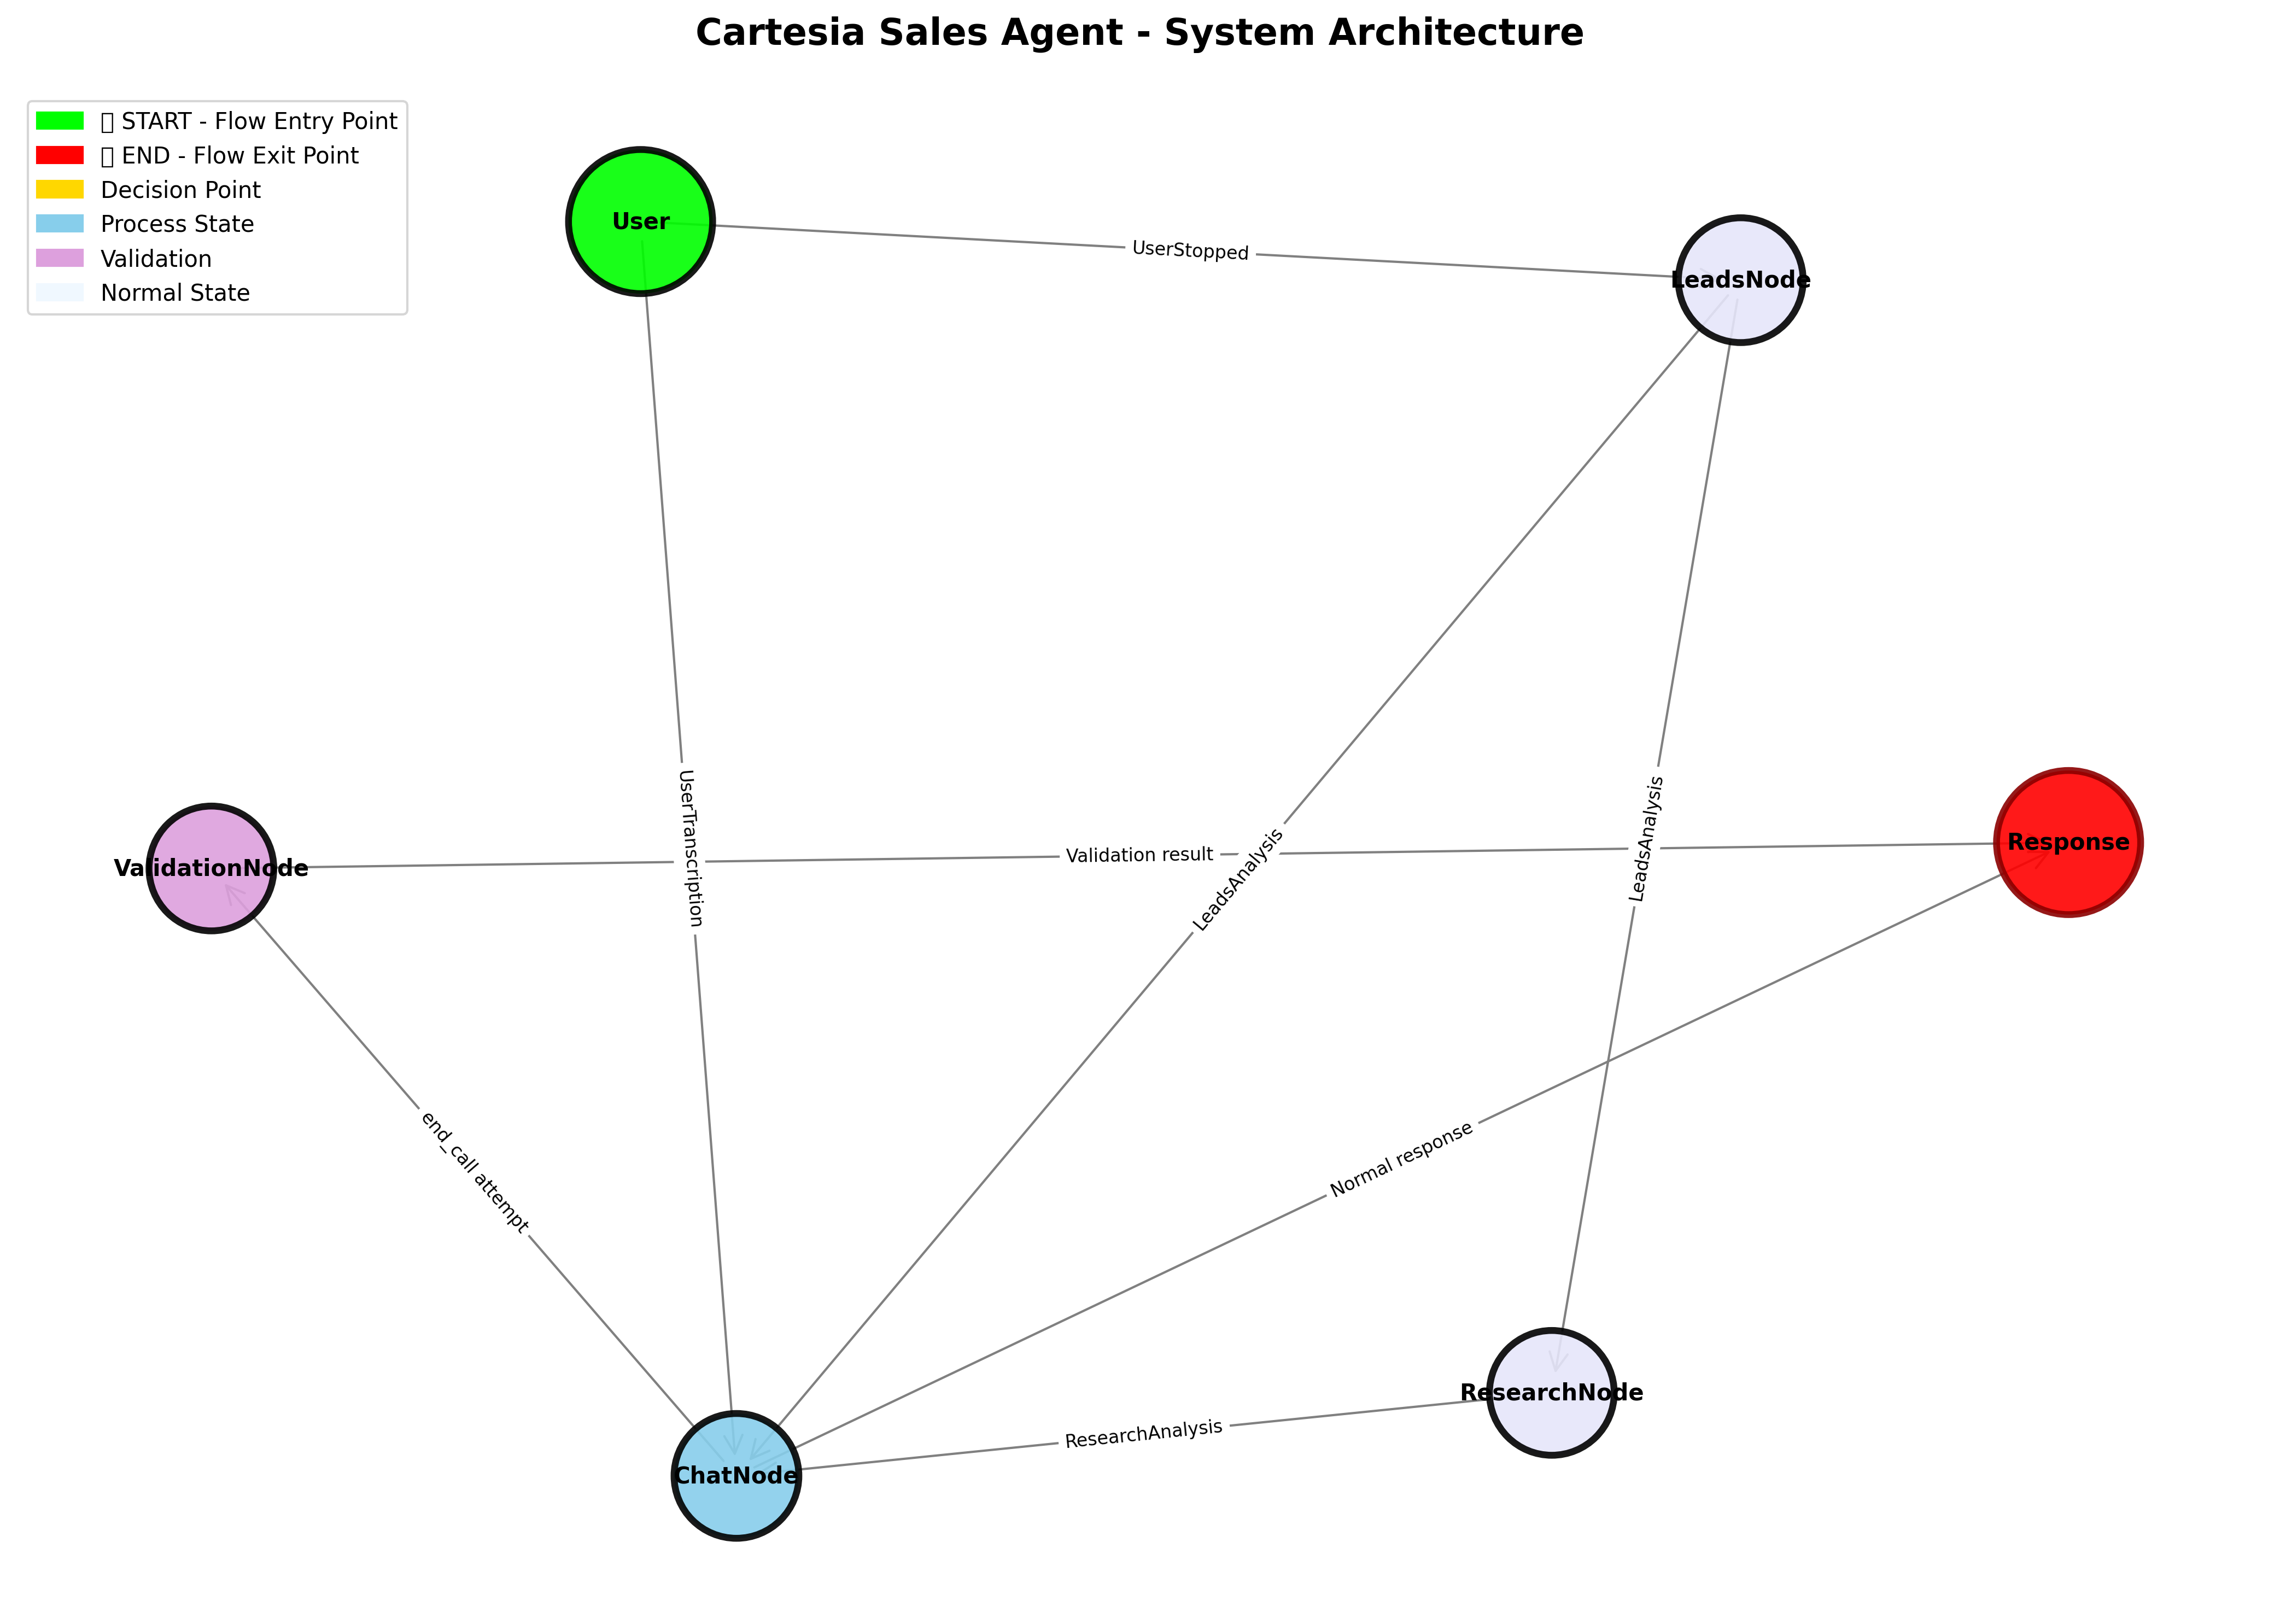 Cartesia Sales Agent - System Architecture
START - Flow Entry Point
END - Flow Exit Point
Decision Point
Process State
Validation
Normal State
User
UserStopped
LeadsNode
UserTranscription
LeadsAnalysis
LeadsAnalysis
ValidationNode
Validation result
Response
end_call attempt
Normal response
ResearchNode
ResearchAnalysis
ChatNode